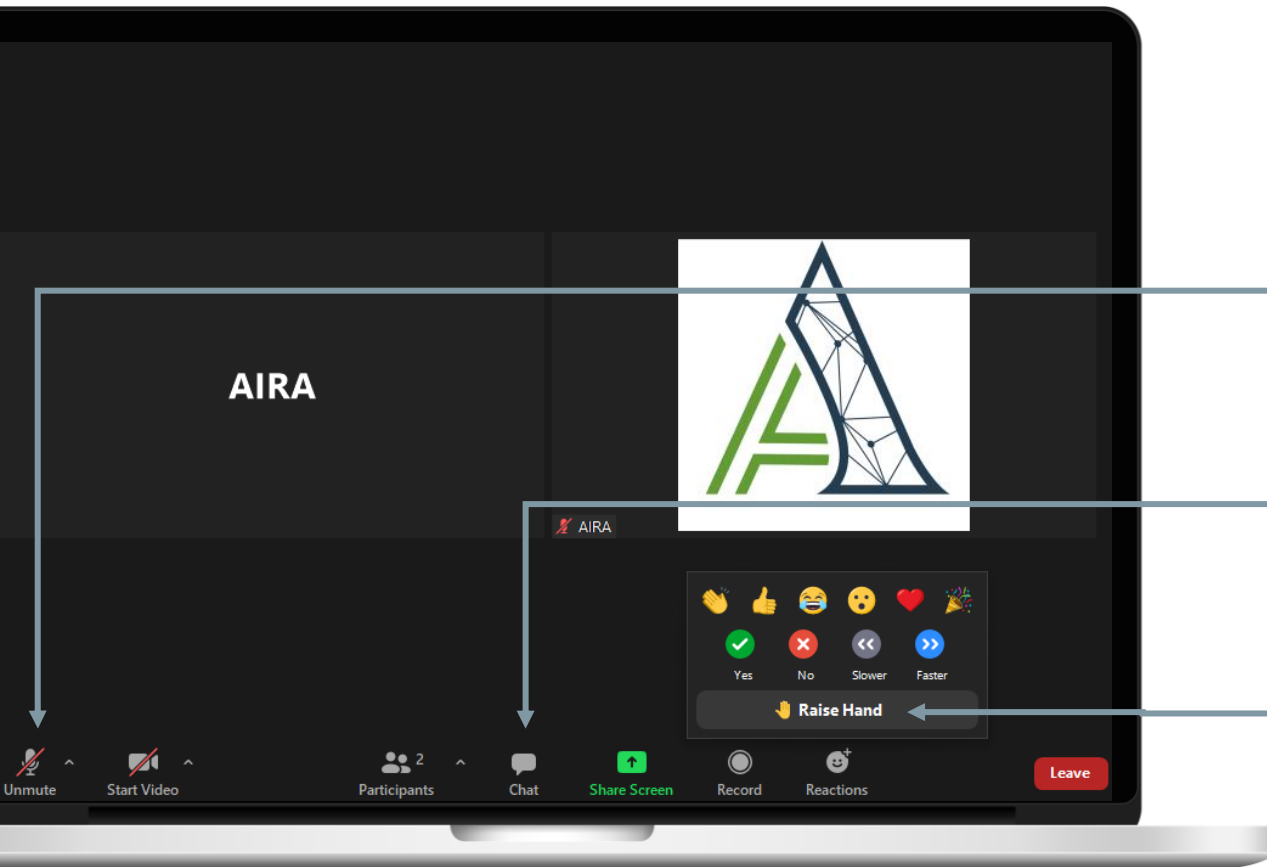 AIRA
AIRA
Yes No Slower Faster
Raise Hand
2
Unmute Start Video Participants Chat Share Screen Record Reactions
Leave